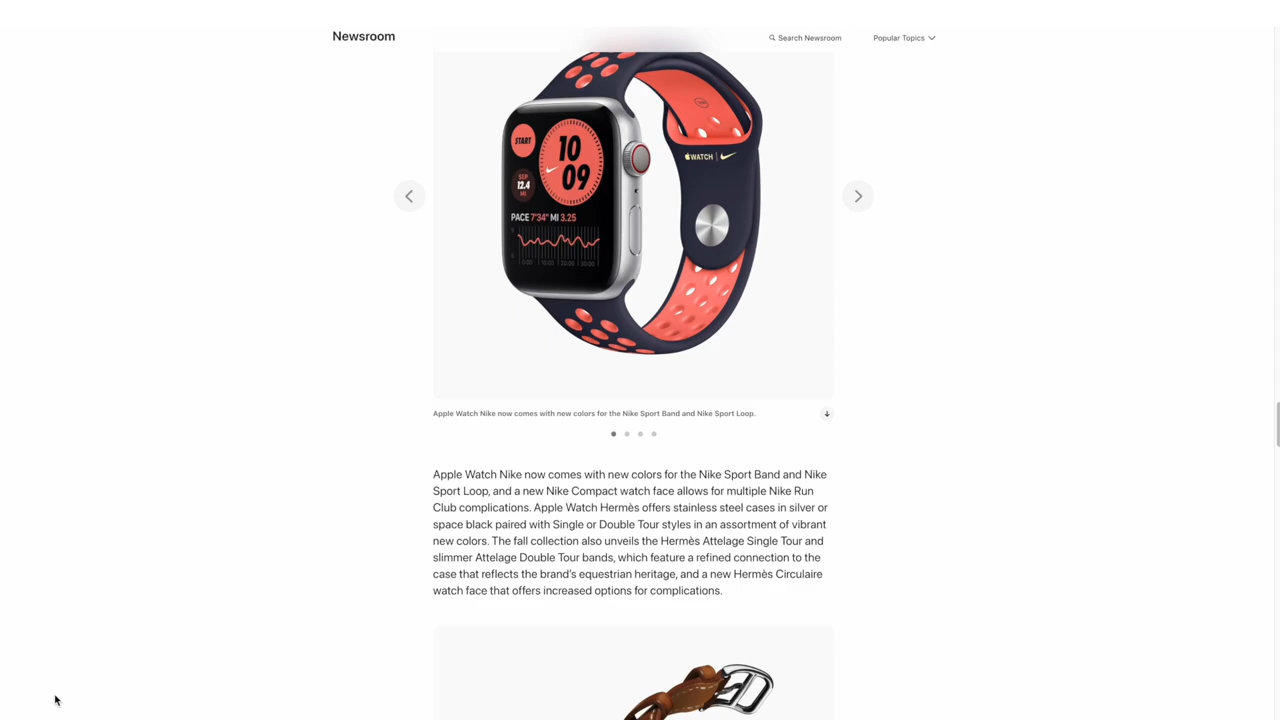 Newsroom
Search Newsroom
Popular Topics
START
10
09
SEP
12.4
MI
PACE 7'34" MI 3.25
WATCH
Apple Watch Nike now comes with new colors for the Nike Sport Band and Nike Sport Loop.
Apple Watch Nike now comes with new colors for the Nike Sport Band and Nike
Sport Loop, and a new Nike Compact watch face allows for multiple Nike Run
Club complications. Apple Watch Hermès offers stainless steel cases in silver or
space black paired with Single or Double Tour styles in an assortment of vibrant
new colors. The fall collection also unveils the Hermès Attelage Single Tour and
slimmer Attelage Double Tour bands, which feature a refined connection to the
case that reflects the brand’s equestrian heritage, and a new Hermès Circulaire
watch face that offers increased options for complications.